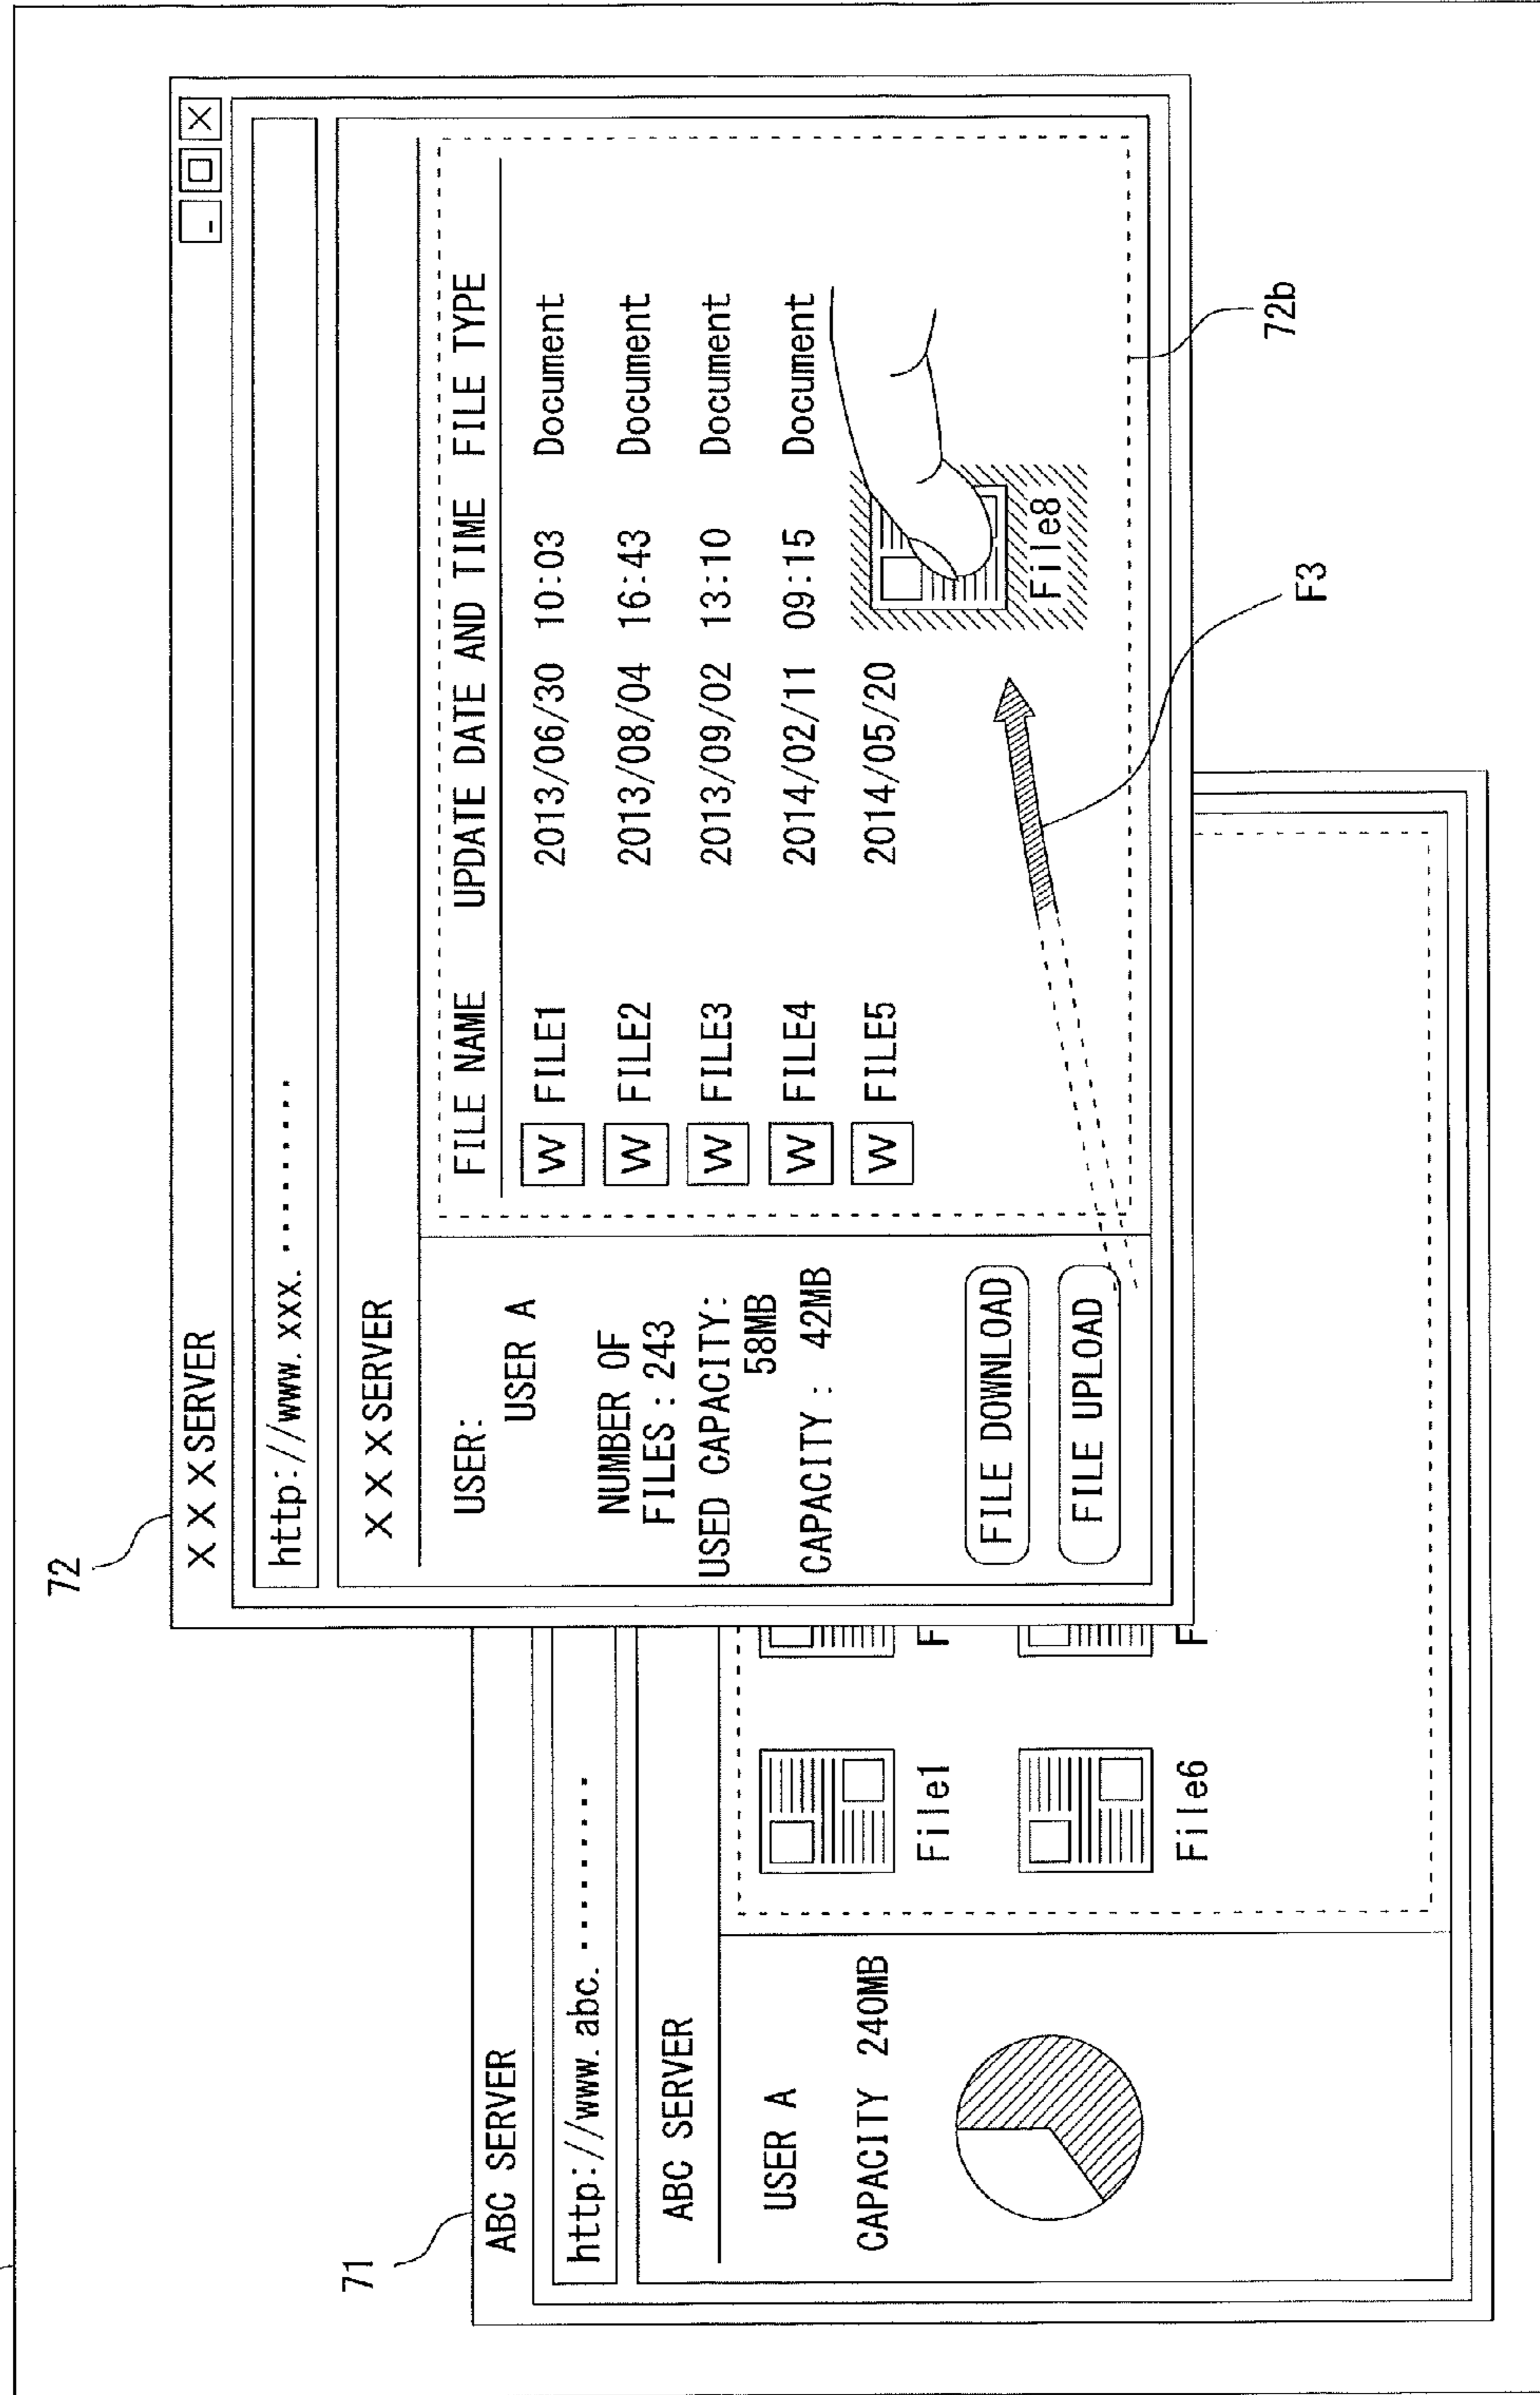 72
X X X SERVER
http://www.xxx. ........
X X X SERVER
USER:
USER A
NUMBER OF
FILES : 243
USED CAPACITY:
58MB
CAPACITY : 42MB
FILE DOWNLOAD
FILE UPLOAD
FILE NAME UPDATE DATE AND TIME FILE TYPE
W FILE1 2013/06/30 10:03 Document
W FILE2 2013/08/04 16:43 Document
W FILE3 2013/09/02 13:10 Document
W FILE4 2014/02/11 09:15 Document
W FILE5 2014/05/20
File8
72b
F3
71
ABC SERVER
http://www.abc. ........
ABC SERVER
USER A
CAPACITY 240MB
File1
F
File6
F